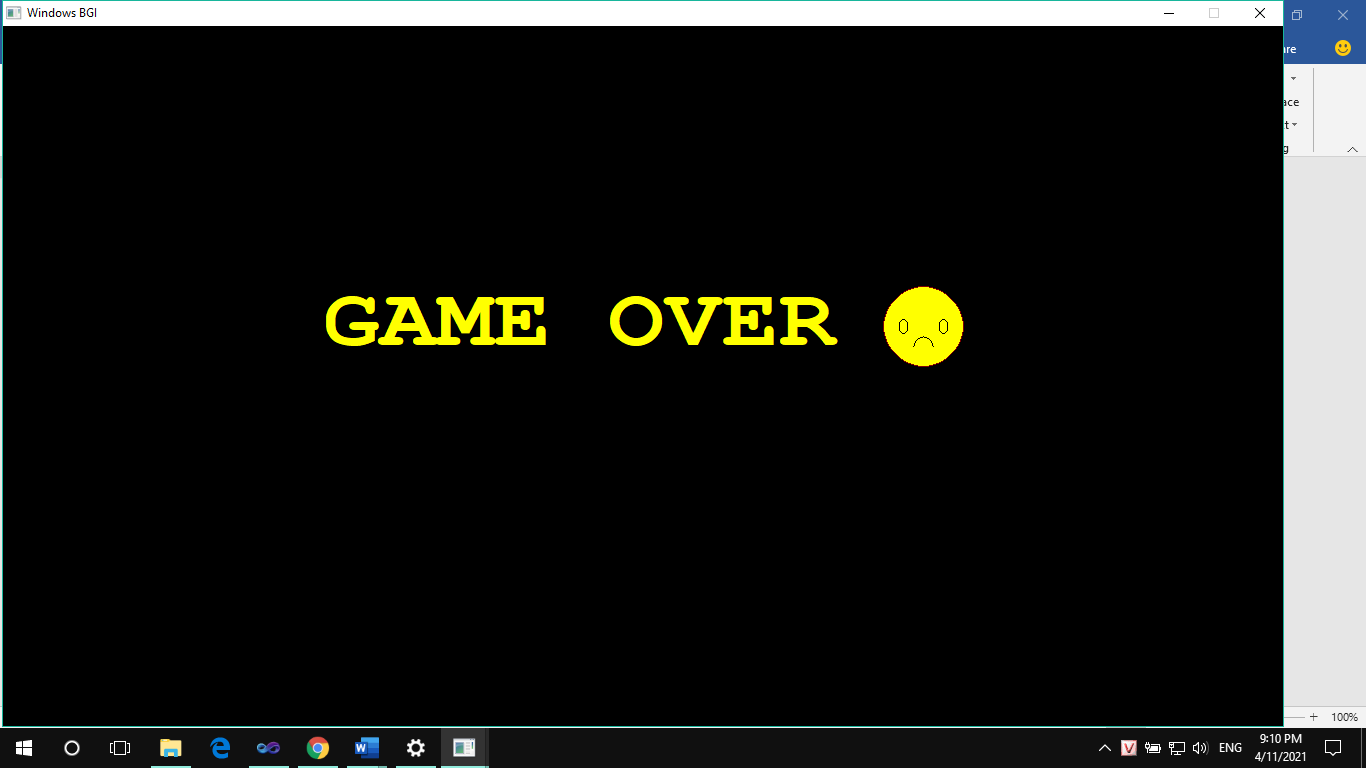 Windows BGI
are
ace
t
g
GAME OVER
100%
V
W
ENG
9:10 PM
4/11/2021